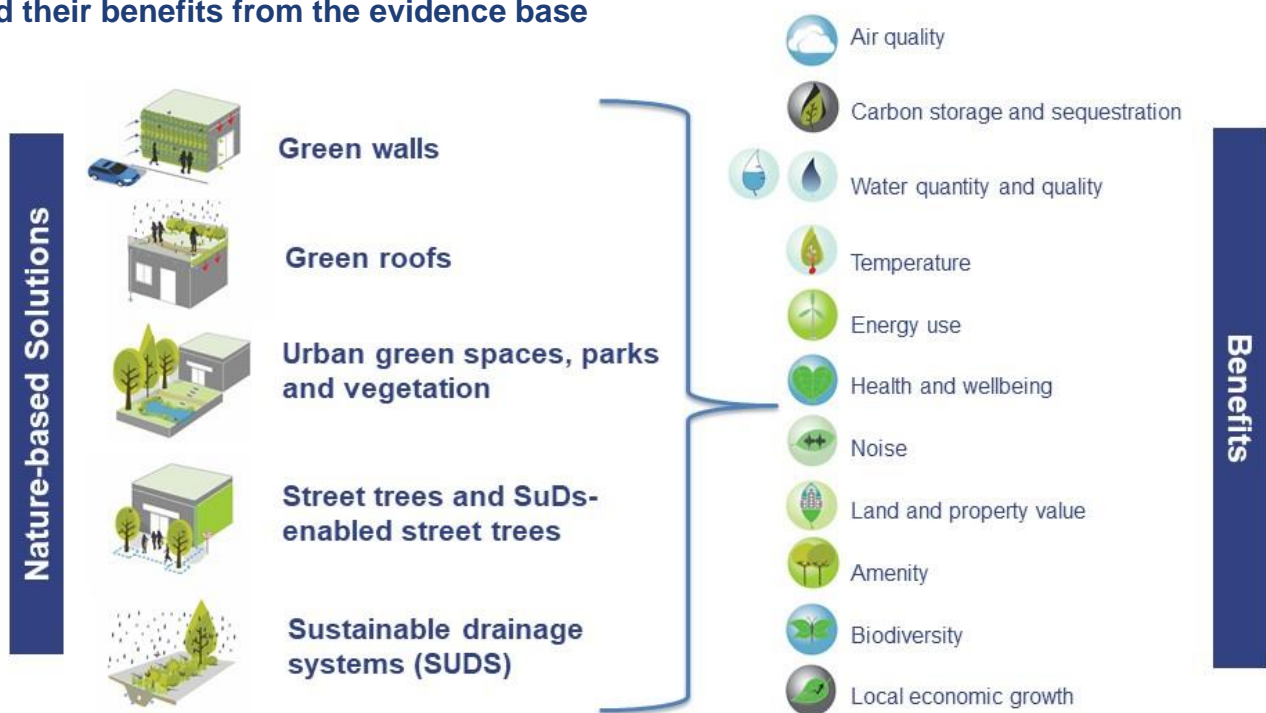 their benefits from the evidence base
Nature-based Solutions
Green walls
Green roofs
Urban green spaces, parks
and vegetation
Street trees and SuDs-
enabled street trees
Sustainable drainage
systems (SUDS)
Air quality
Carbon storage and sequestration
Water quantity and quality
Temperature
Energy use
Health and wellbeing
Noise
Land and property value
Amenity
Biodiversity
Local economic growth
Benefits